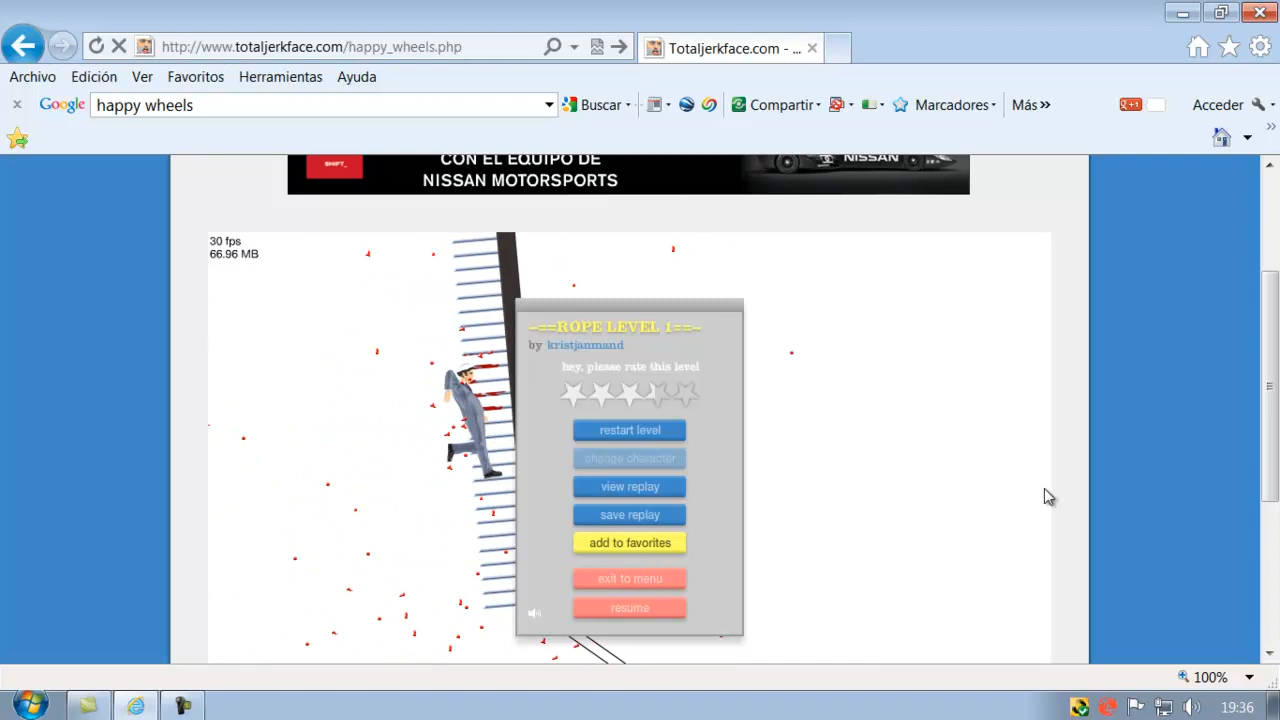 http://www.totaljerkface.com/happy_wheels.php
Totaljerkface.com - ...
Archivo Edición Ver Favoritos Herramientas Ayuda
Google happy wheels Buscar Compartir Marcadores Más +1 Acceder
SHIFT_
CON EL EQUIPO DE
NISSAN MOTORSPORTS
NISSAN
30 fps
66.96 MB
-==ROPE LEVEL 1==-
by kristjanmand
hey, please rate this level
restart level
change character
view replay
save replay
add to favorites
exit to menu
resume
100%
19:36